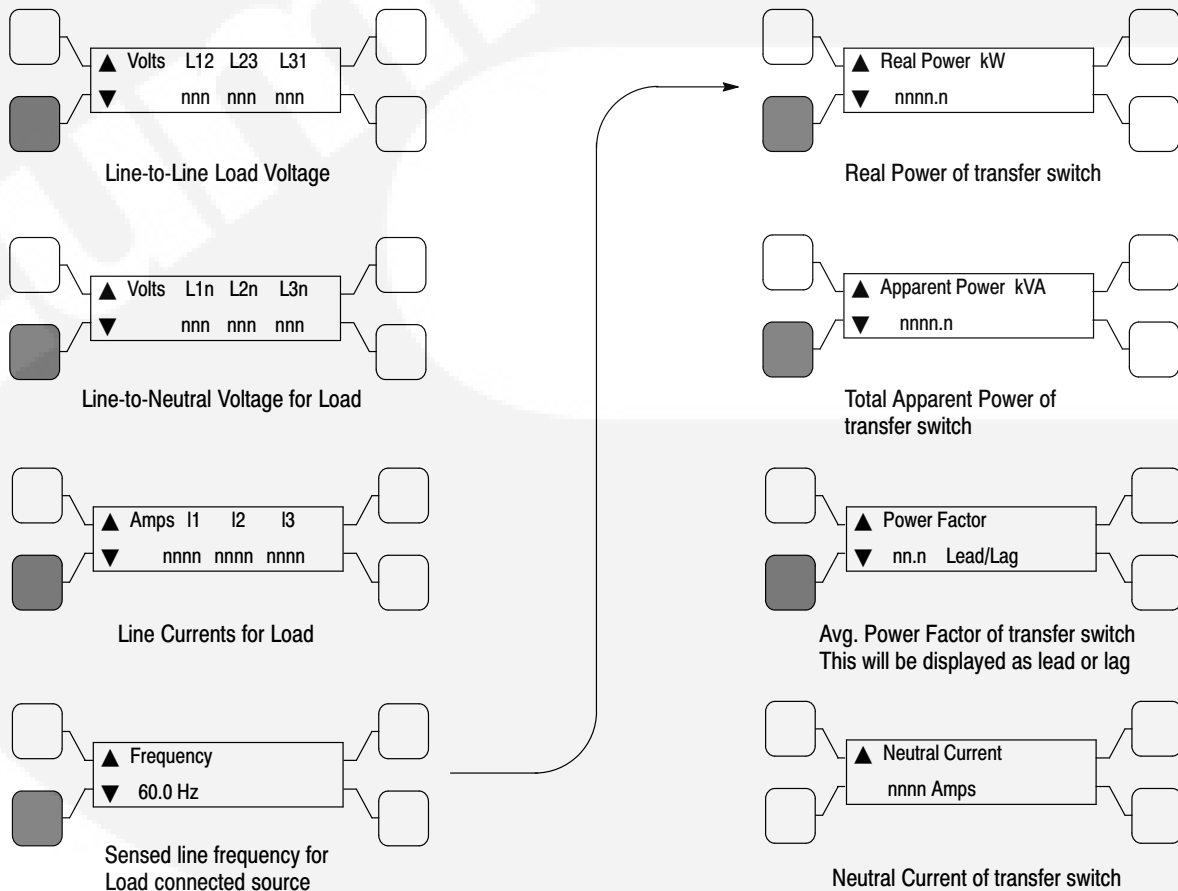 ▲ Volts L12 L23 L31
▼ nnn nnn nnn
Line-to-Line Load Voltage
▲ Volts L1n L2n L3n
▼ nnn nnn nnn
Line-to-Neutral Voltage for Load
▲ Amps I1 I2 I3
▼ nnnn nnnn nnnn
Line Currents for Load
▲ Frequency
▼ 60.0 Hz
Sensed line frequency for
Load connected source
▲ Real Power kW
▼ nnnn.n
Real Power of transfer switch
▲ Apparent Power kVA
▼ nnnn.n
Total Apparent Power of
transfer switch
▲ Power Factor
▼ nn.n Lead/Lag
Avg. Power Factor of transfer switch
This will be displayed as lead or lag
▲ Neutral Current
nnnn Amps
Neutral Current of transfer switch